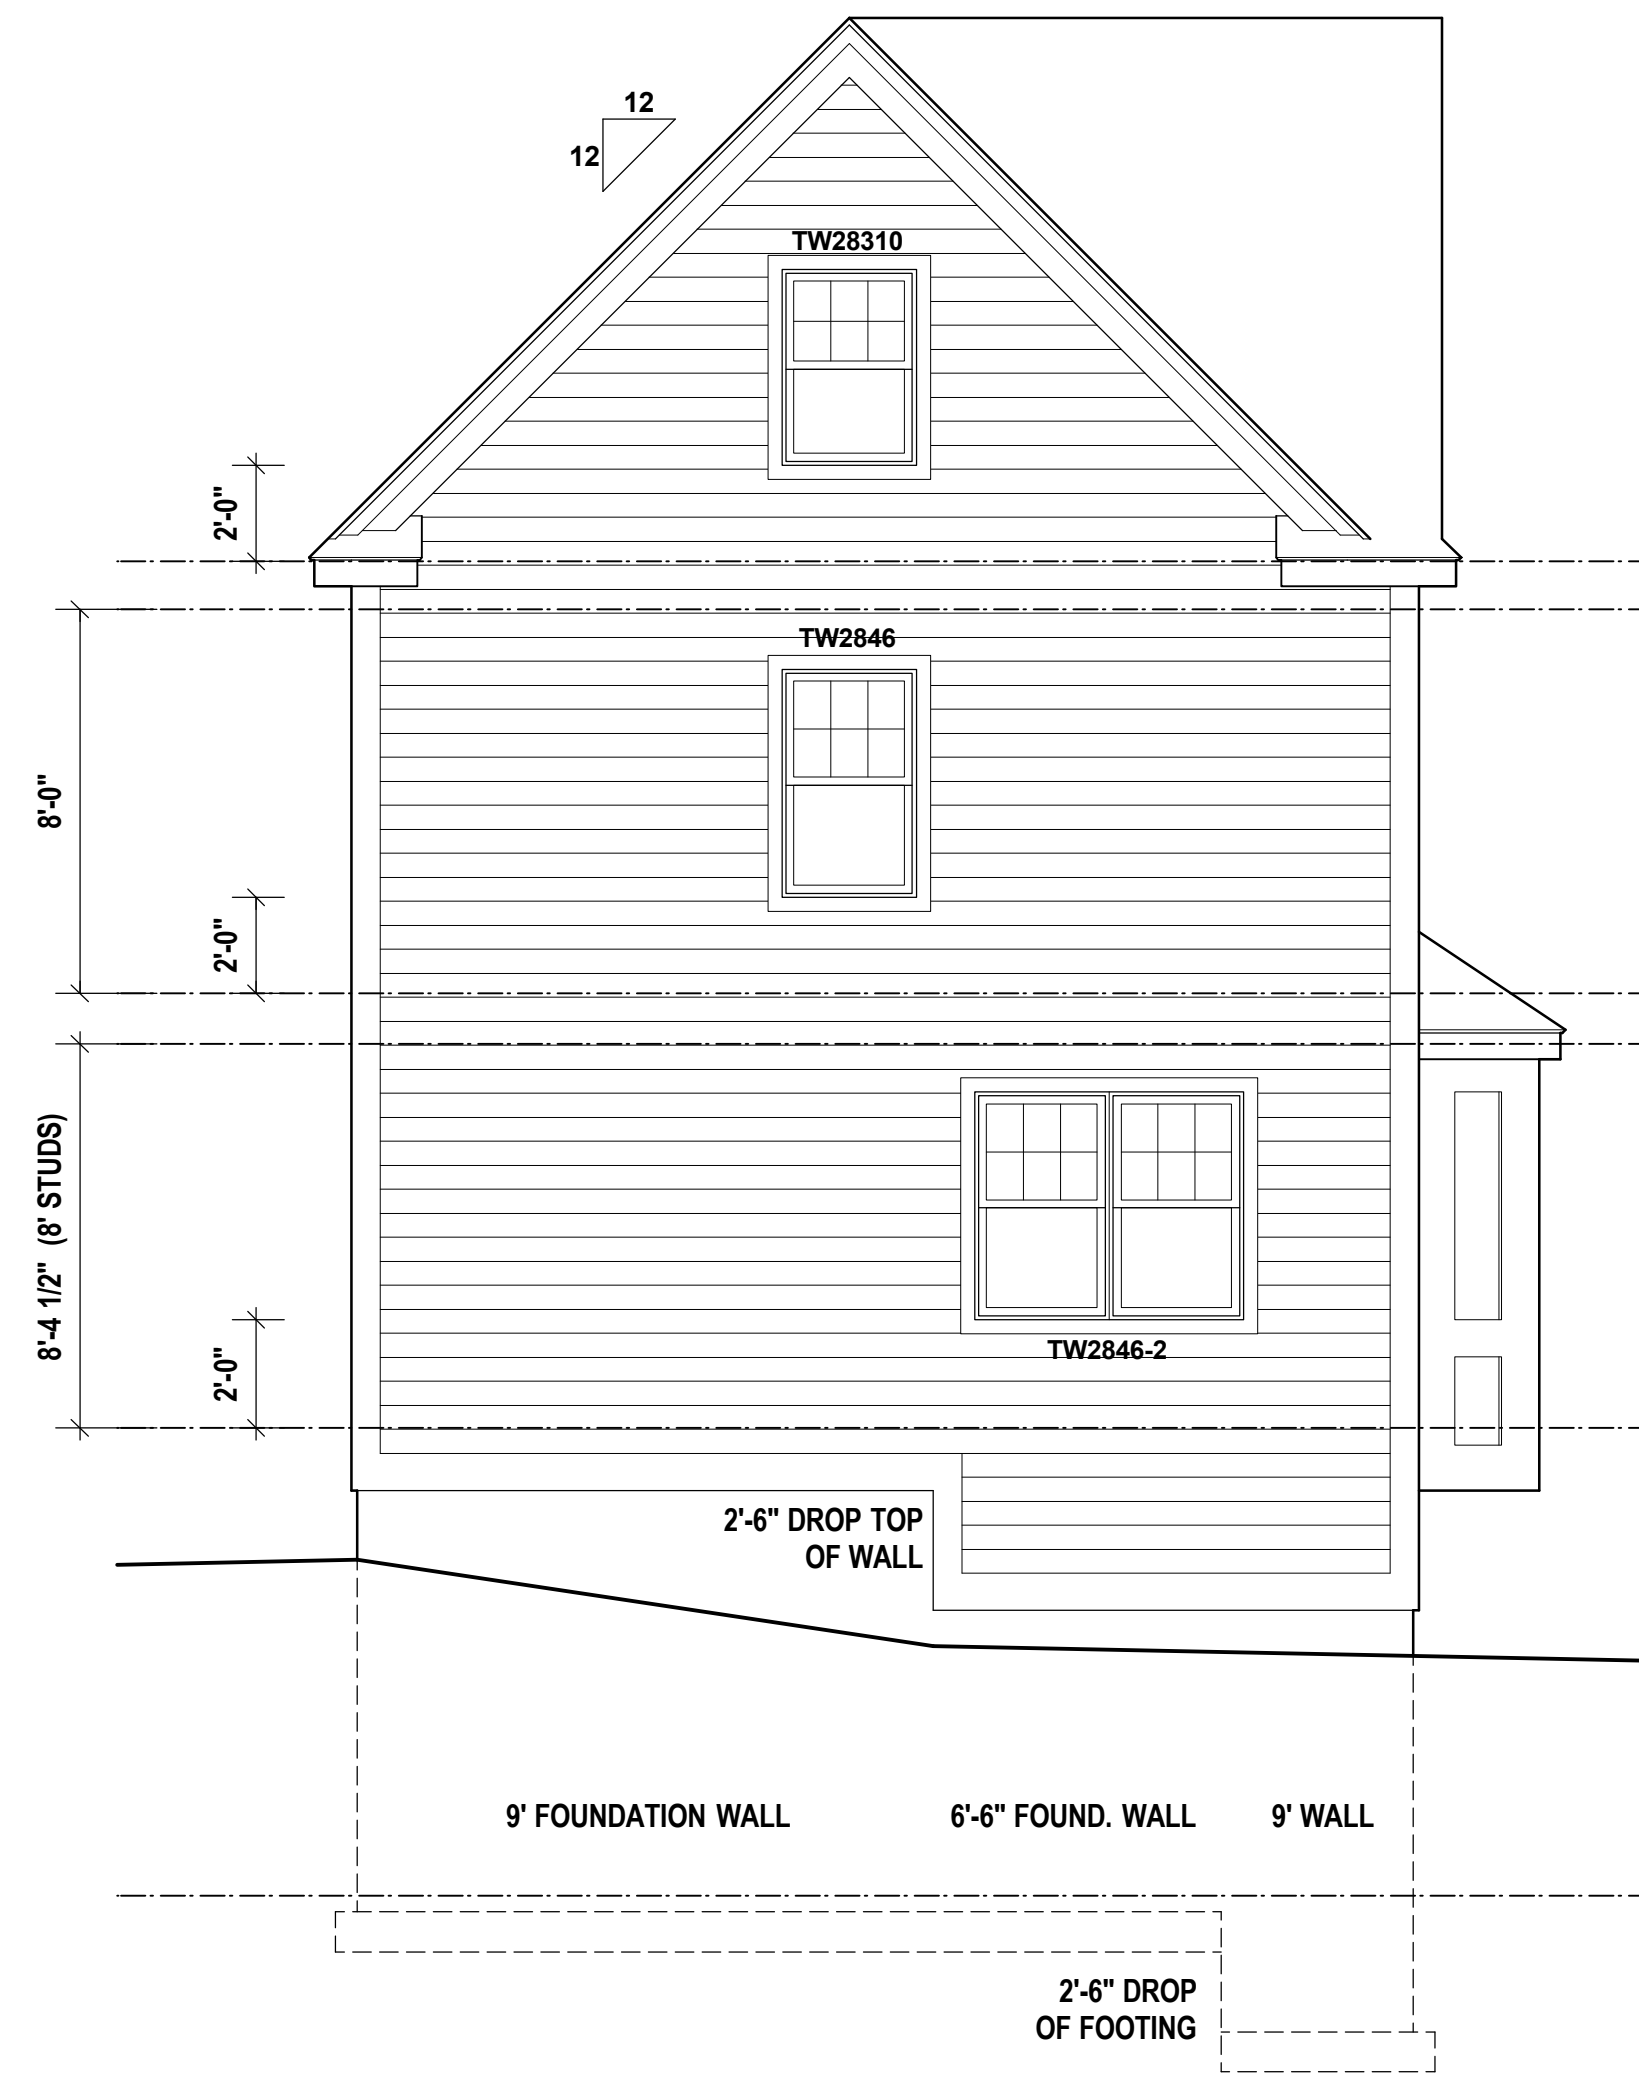 12
12
TW28310
2'-0"
TW2846
8'-0"
2'-0"
8'-4 1/2" (8' STUDS)
2'-0"
TW2846-2
2'-6" DROP TOP
OF WALL
9' FOUNDATION WALL
6'-6" FOUND. WALL
9' WALL
2'-6" DROP
OF FOOTING